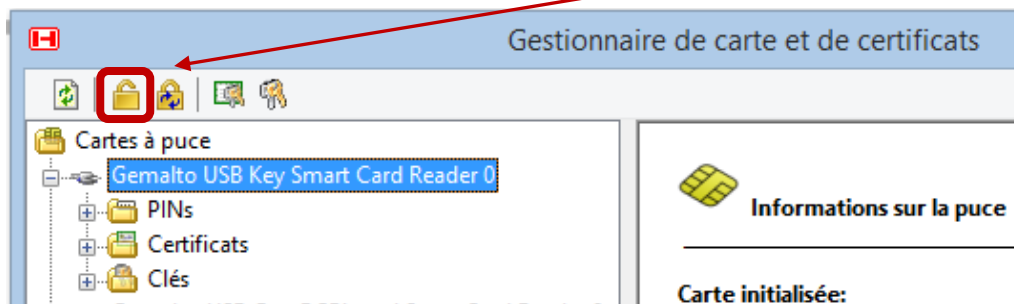 Gestionnaire de carte et de certificats
Cartes à puce
Gemalto USB Key Smart Card Reader 0
PINs
Certificats
Clés
Informations sur la puce
Carte initialisée: